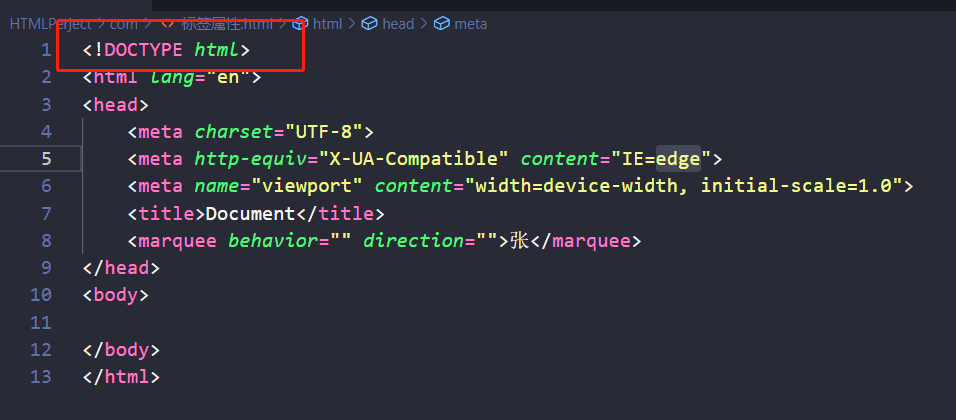 HTMLPerject > com > 标签属性.html > html > head > meta
1 <!DOCTYPE html>
2 <html lang="en">
3 <head>
4 <meta charset="UTF-8">
5 <meta http-equiv="X-UA-Compatible" content="IE=edge">
6 <meta name="viewport" content="width=device-width, initial-scale=1.0">
7 <title>Document</title>
8 <marquee behavior="" direction="">张</marquee>
9 </head>
10 <body>
11
12 </body>
13 </html>